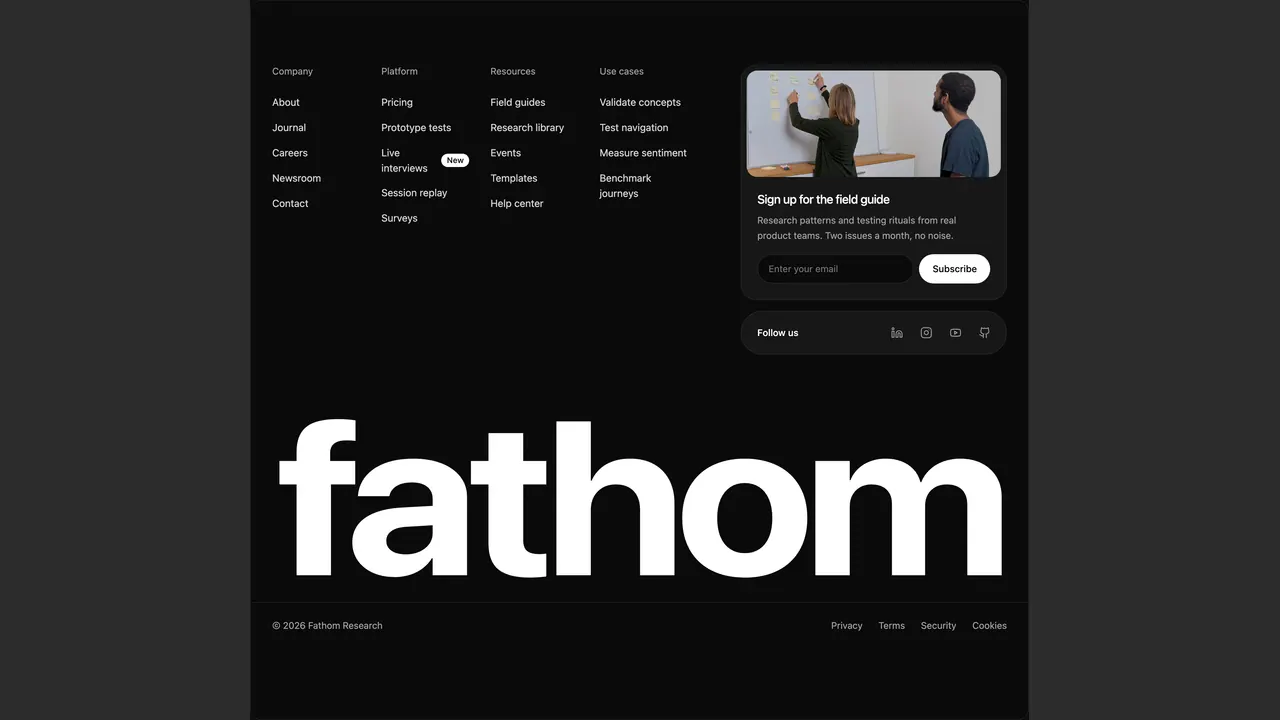 Company
About
Journal
Careers
Newsroom
Contact
Platform
Pricing
Prototype tests
Live
interviews
New
Session replay
Surveys
Resources
Field guides
Research library
Events
Templates
Help center
Use cases
Validate concepts
Test navigation
Measure sentiment
Benchmark
journeys
Sign up for the field guide
Research patterns and testing rituals from real
product teams. Two issues a month, no noise.
Enter your email
Subscribe
Follow us
fathom
© 2026 Fathom Research
Privacy
Terms
Security
Cookies